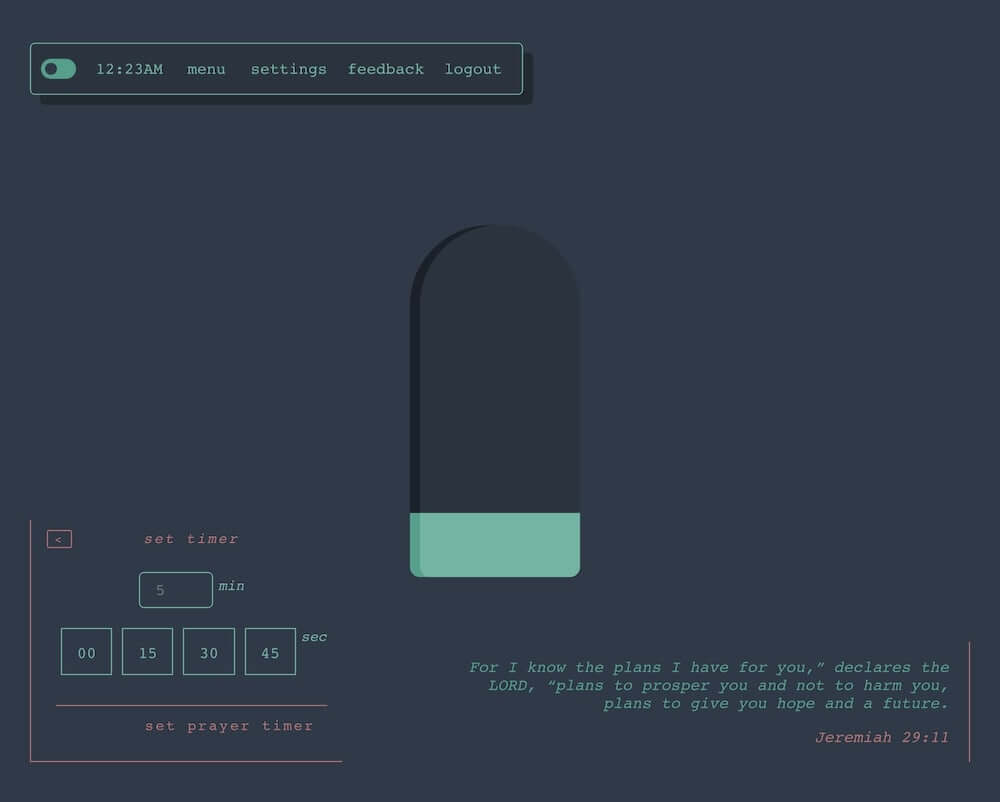 12:23AM menu settings feedback logout
< set timer
5 min
00 15 30 45 sec
set prayer timer
For I know the plans I have for you,” declares the
LORD, “plans to prosper you and not to harm you,
plans to give you hope and a future.
Jeremiah 29:11